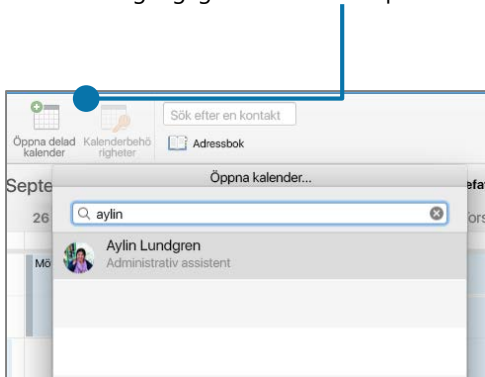 Sök efter en kontakt
Öppna delad
kalender
Kalenderbehö
righeter
Adressbok
Septe
Öppna kalender...
26
aylin
Aylin Lundgren
Administrativ assistent
Mö